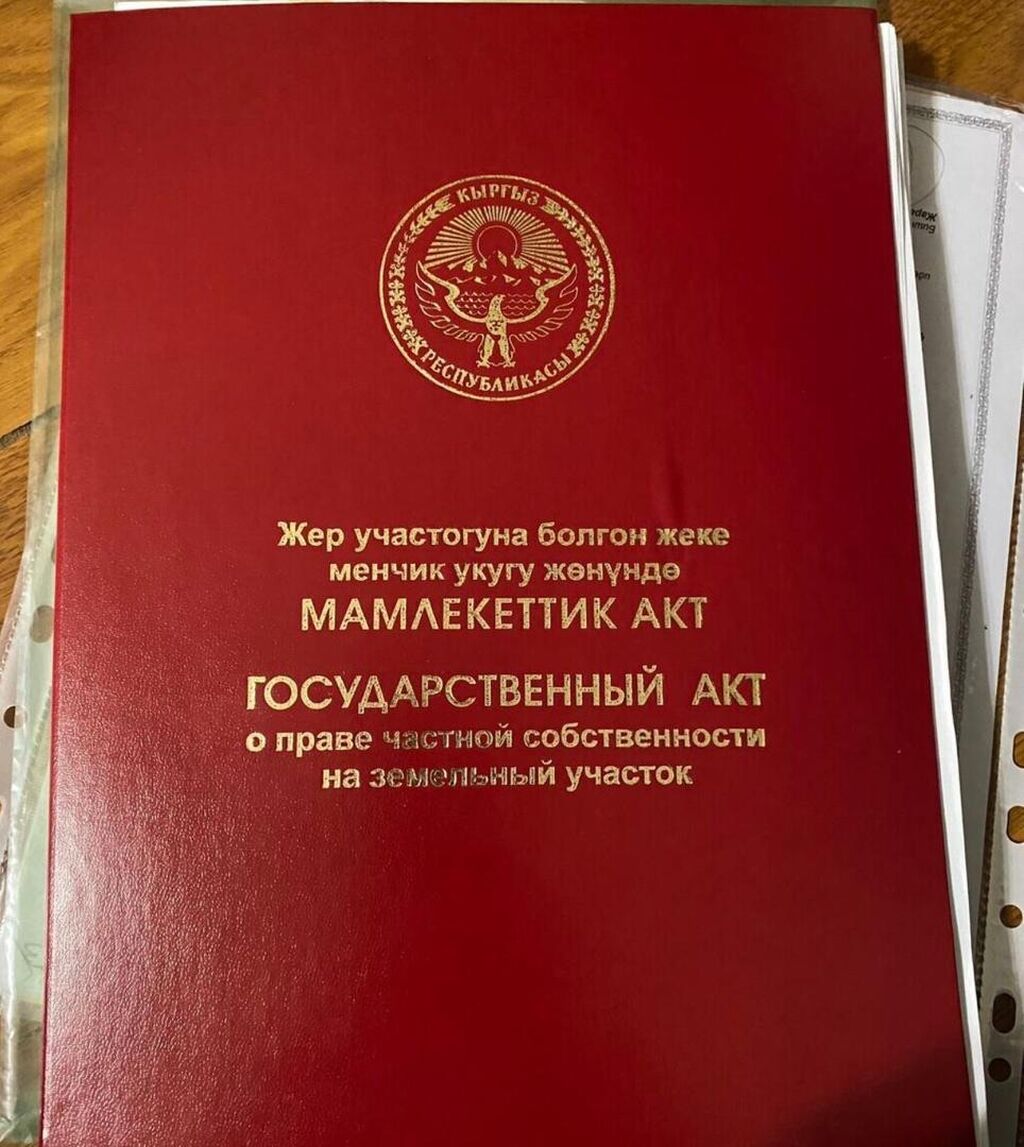 КЫРГЫЗ
РЕСПУБЛИКАСЫ
Жер участогуна болгон жеке
менчик укугу жөнүндө
МАМЛЕКЕТТИК АКТ
ГОСУДАРСТВЕННЫЙ АКТ
о праве частной собственности
на земельный участок